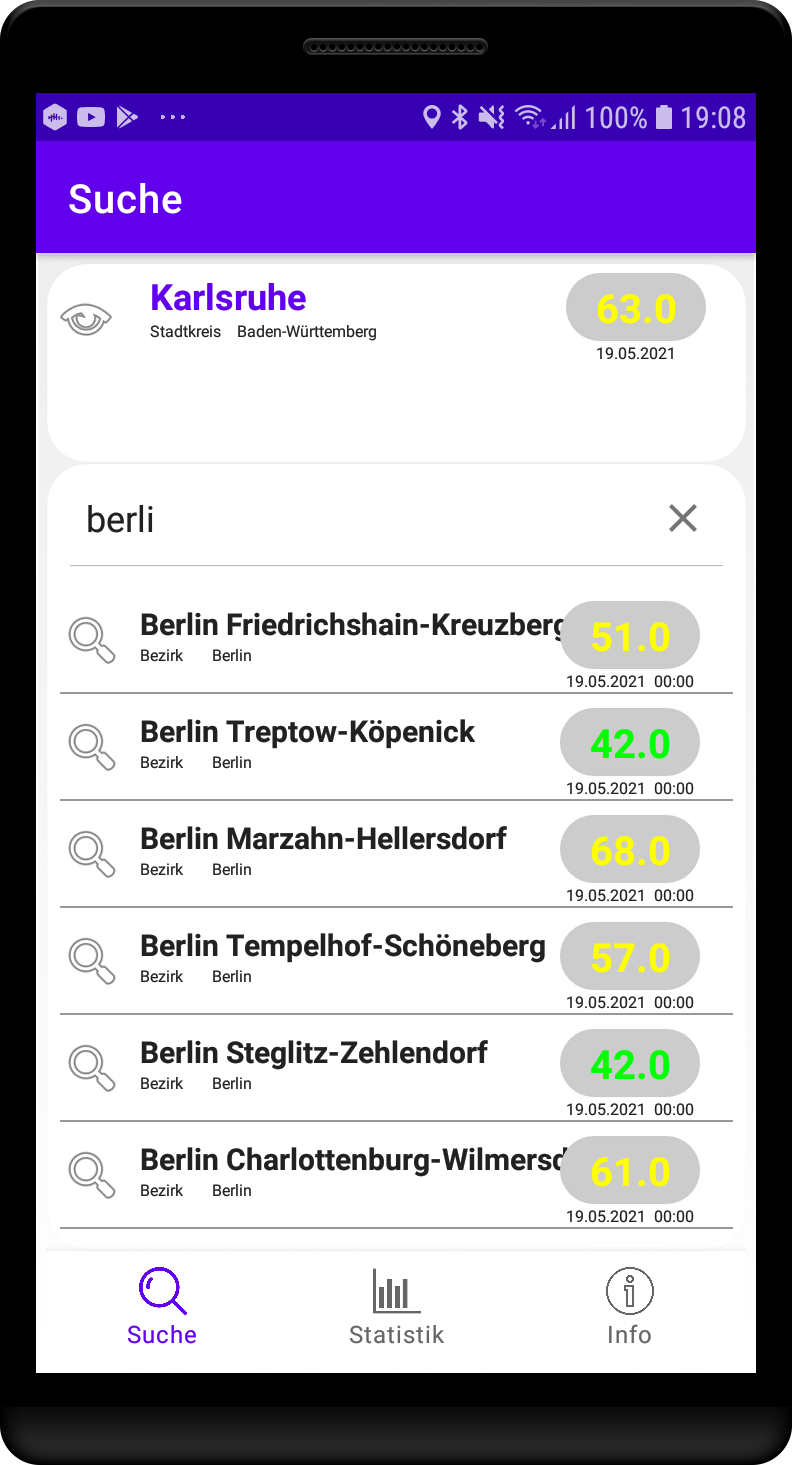 100% 19:08
Suche
Karlsruhe 63.0
Stadtkreis Baden-Württemberg
19.05.2021
berli
Berlin Friedrichshain-Kreuzberg 51.0
Bezirk Berlin
19.05.2021 00:00
Berlin Treptow-Köpenick 42.0
Bezirk Berlin
19.05.2021 00:00
Berlin Marzahn-Hellersdorf 68.0
Bezirk Berlin
19.05.2021 00:00
Berlin Tempelhof-Schöneberg 57.0
Bezirk Berlin
19.05.2021 00:00
Berlin Steglitz-Zehlendorf 42.0
Bezirk Berlin
19.05.2021 00:00
Berlin Charlottenburg-Wilmersd 61.0
Bezirk Berlin
19.05.2021 00:00
Suche Statistik Info